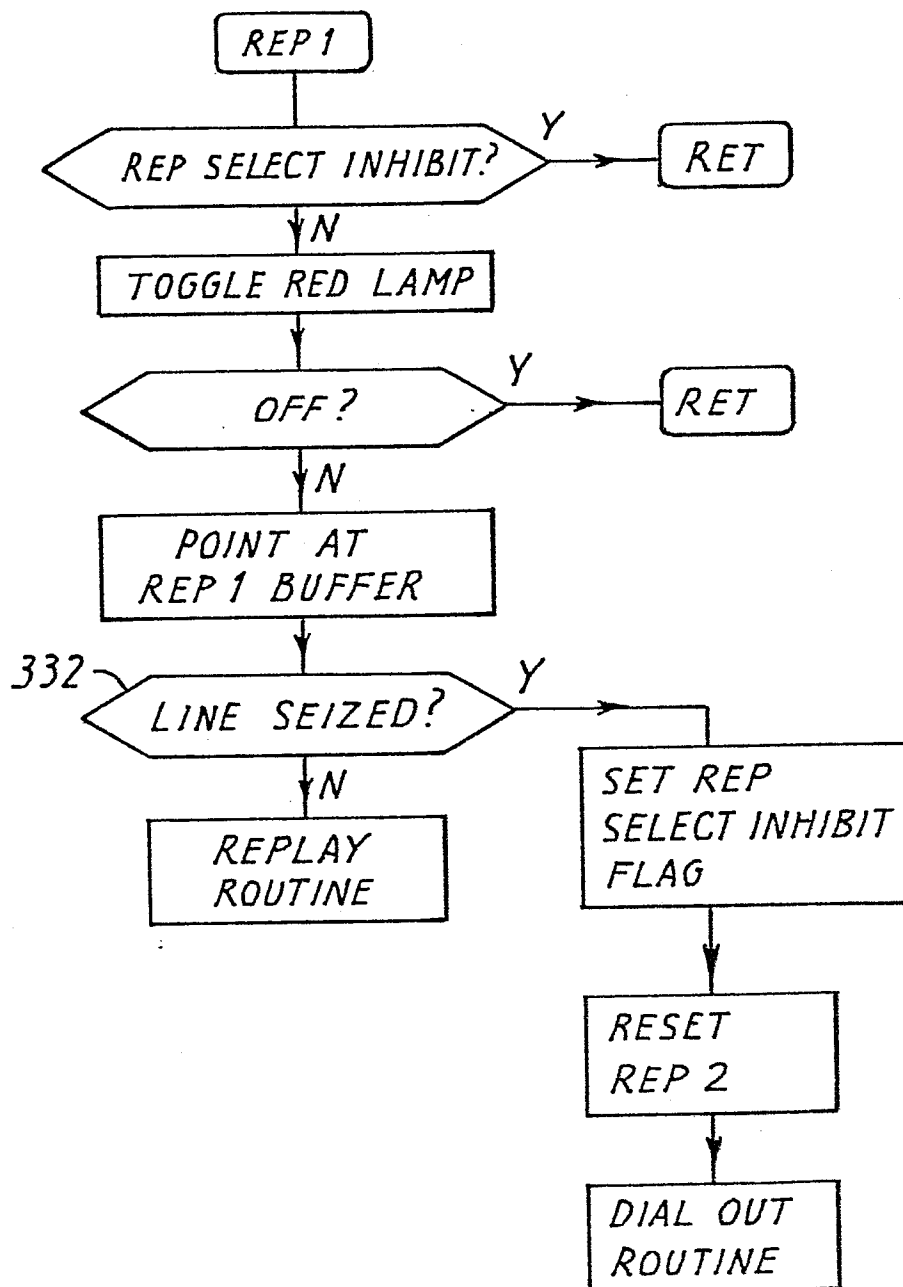 REP 1
REP SELECT INHIBIT?
Y
RET
N
TOGGLE RED LAMP
OFF?
Y
RET
N
POINT AT
REP 1 BUFFER
332
LINE SEIZED?
Y
N
REPLAY
ROUTINE
SET REP
SELECT INHIBIT
FLAG
RESET
REP 2
DIAL OUT
ROUTINE